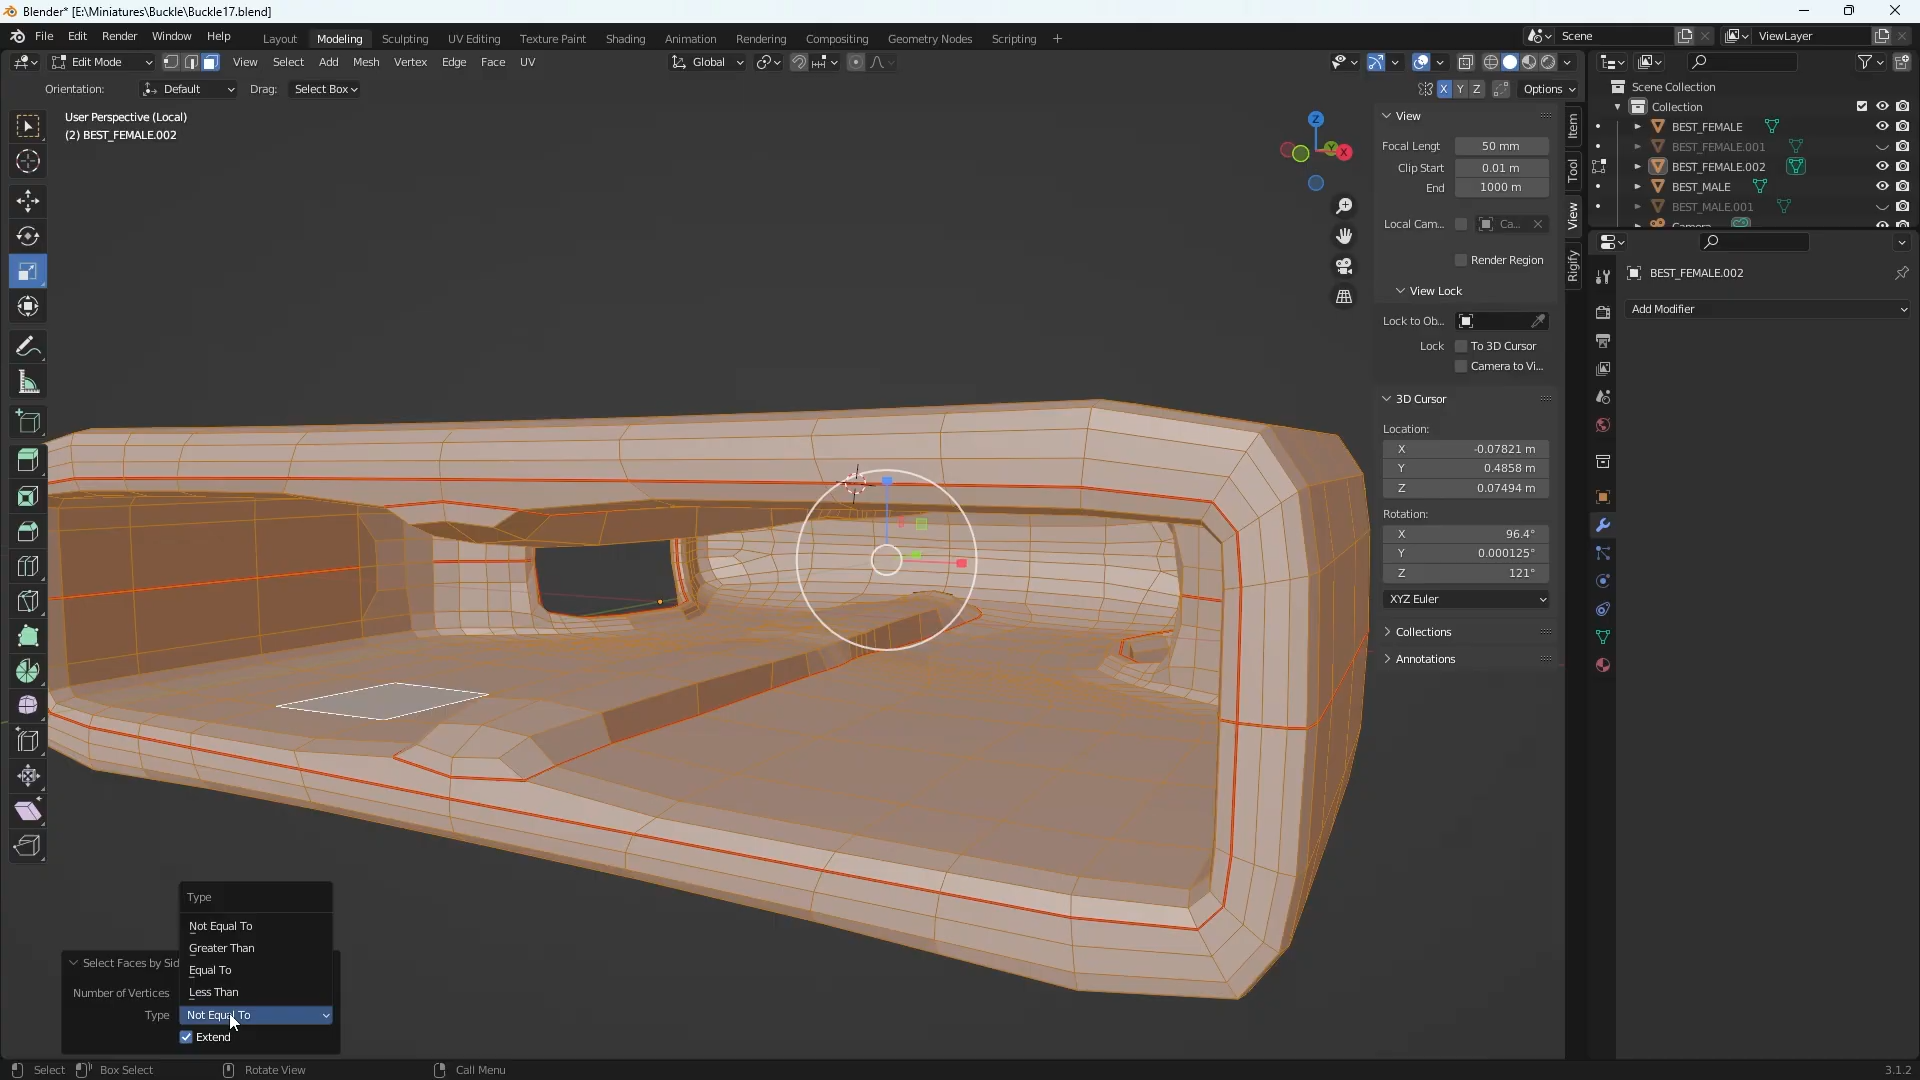 Blender* [E:\Miniatures\Buckle\Buckle17.blend]
File Edit Render Window Help
Layout Modeling Sculpting UV Editing Texture Paint Shading Animation Rendering Compositing Geometry Nodes Scripting +
Scene
ViewLayer
Edit Mode
View Select Add Mesh Vertex Edge Face UV
Global
Orientation: Default Drag: Select Box
X Y Z
Options
User Perspective (Local)
(2) BEST_FEMALE.002
Z
Y
X
View
Focal Lengt 50 mm
Clip Start 0.01 m
End 1000 m
Local Cam... Ca...
Render Region
View Lock
Lock to Ob...
Lock To 3D Cursor
Camera to Vi...
3D Cursor
Location:
X -0.07821 m
Y 0.4858 m
Z 0.07494 m
Rotation:
X 96.4°
Y 0.000125°
Z 121°
XYZ Euler
Collections
Annotations
Item
Tool
View
Rigify
Scene Collection
Collection
BEST_FEMALE
BEST_FEMALE.001
BEST_FEMALE.002
BEST_MALE
BEST_MALE.001
Camera
BEST_FEMALE.002
Add Modifier
Type
Not Equal To
Greater Than
Equal To
Less Than
Select Faces by Sid
Number of Vertices
Type Not Equal To
Extend
Select Box Select Rotate View Call Menu
3.1.2